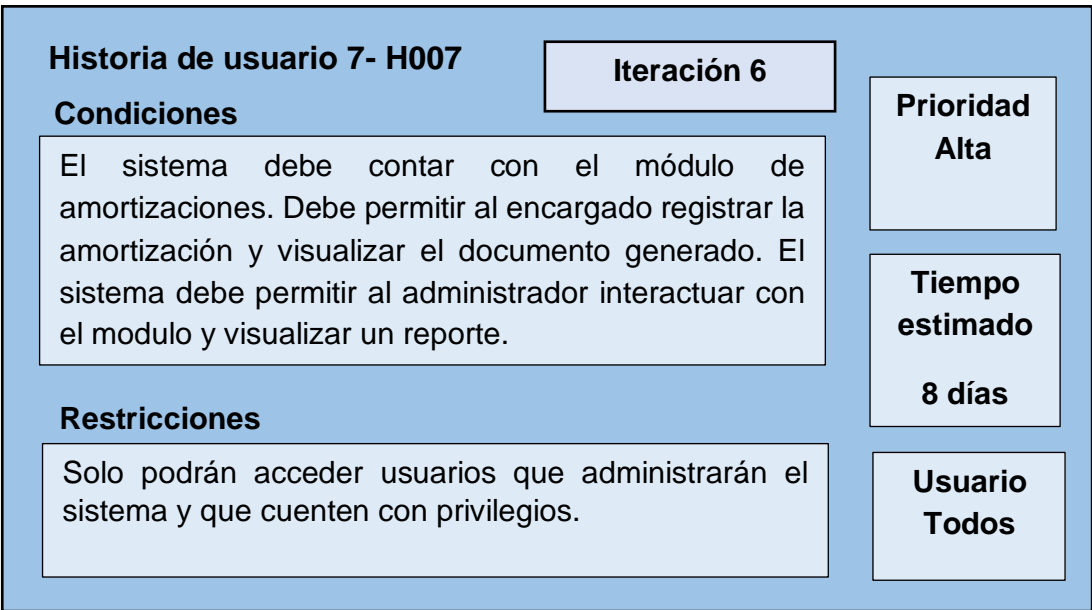 Historia de usuario 7- H007
Iteración 6
Condiciones
El sistema debe contar con el módulo de
amortizaciones. Debe permitir al encargado registrar la
amortización y visualizar el documento generado. El
sistema debe permitir al administrador interactuar con
el modulo y visualizar un reporte.
Prioridad
Alta
Tiempo
estimado
8 días
Restricciones
Solo podrán acceder usuarios que administrarán el
sistema y que cuenten con privilegios.
Usuario
Todos